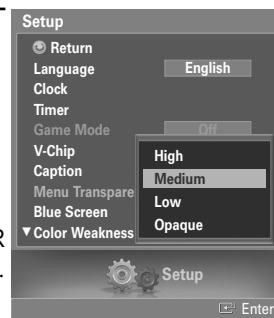 Setup
Return
Language English
Clock
Timer
Game Mode Off
V-Chip
Caption
Menu Transpare
Blue Screen
▼Color Weakness
High
Medium
Low
Opaque
R
.
Setup
Enter